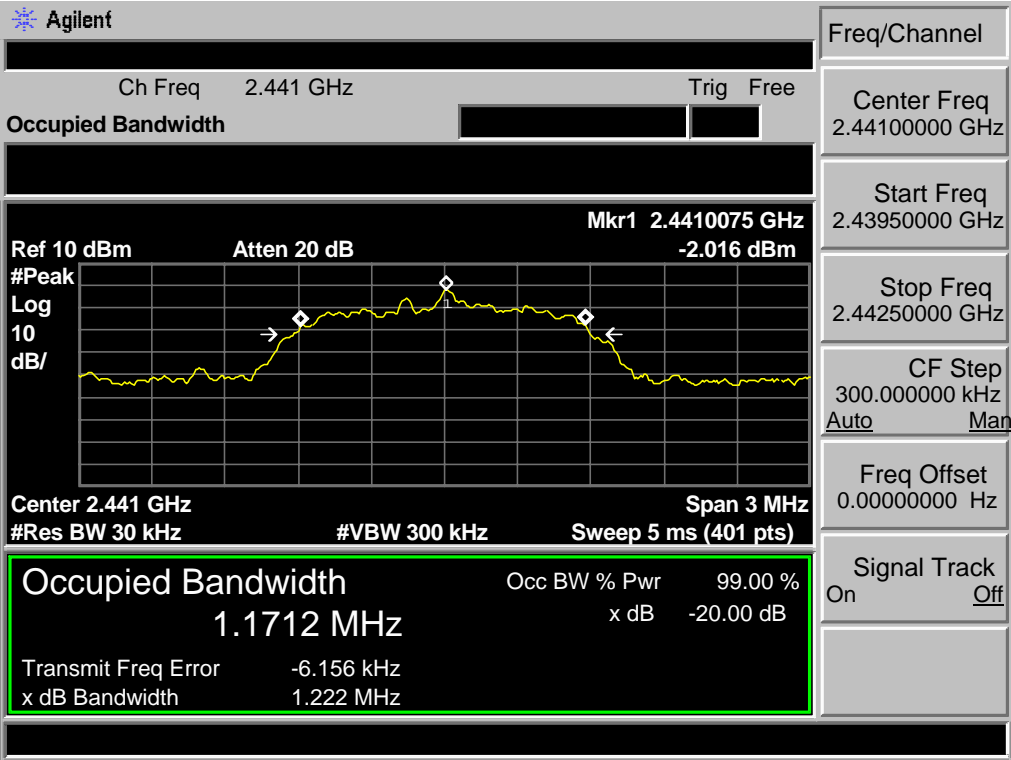 Agilent
Freq/Channel
Ch Freq 2.441 GHz Trig Free
Occupied Bandwidth
Center Freq
2.44100000 GHz
Start Freq
2.43950000 GHz
Stop Freq
2.44250000 GHz
CF Step
300.000000 kHz
Auto Man
Freq Offset
0.00000000 Hz
Signal Track
On Off
Mkr1 2.4410075 GHz
Ref 10 dBm Atten 20 dB -2.016 dBm
#Peak
Log
10
dB/
1
Center 2.441 GHz Span 3 MHz
#Res BW 30 kHz #VBW 300 kHz Sweep 5 ms (401 pts)
Occupied Bandwidth Occ BW % Pwr 99.00 %
1.1712 MHz x dB -20.00 dB
Transmit Freq Error -6.156 kHz
x dB Bandwidth 1.222 MHz